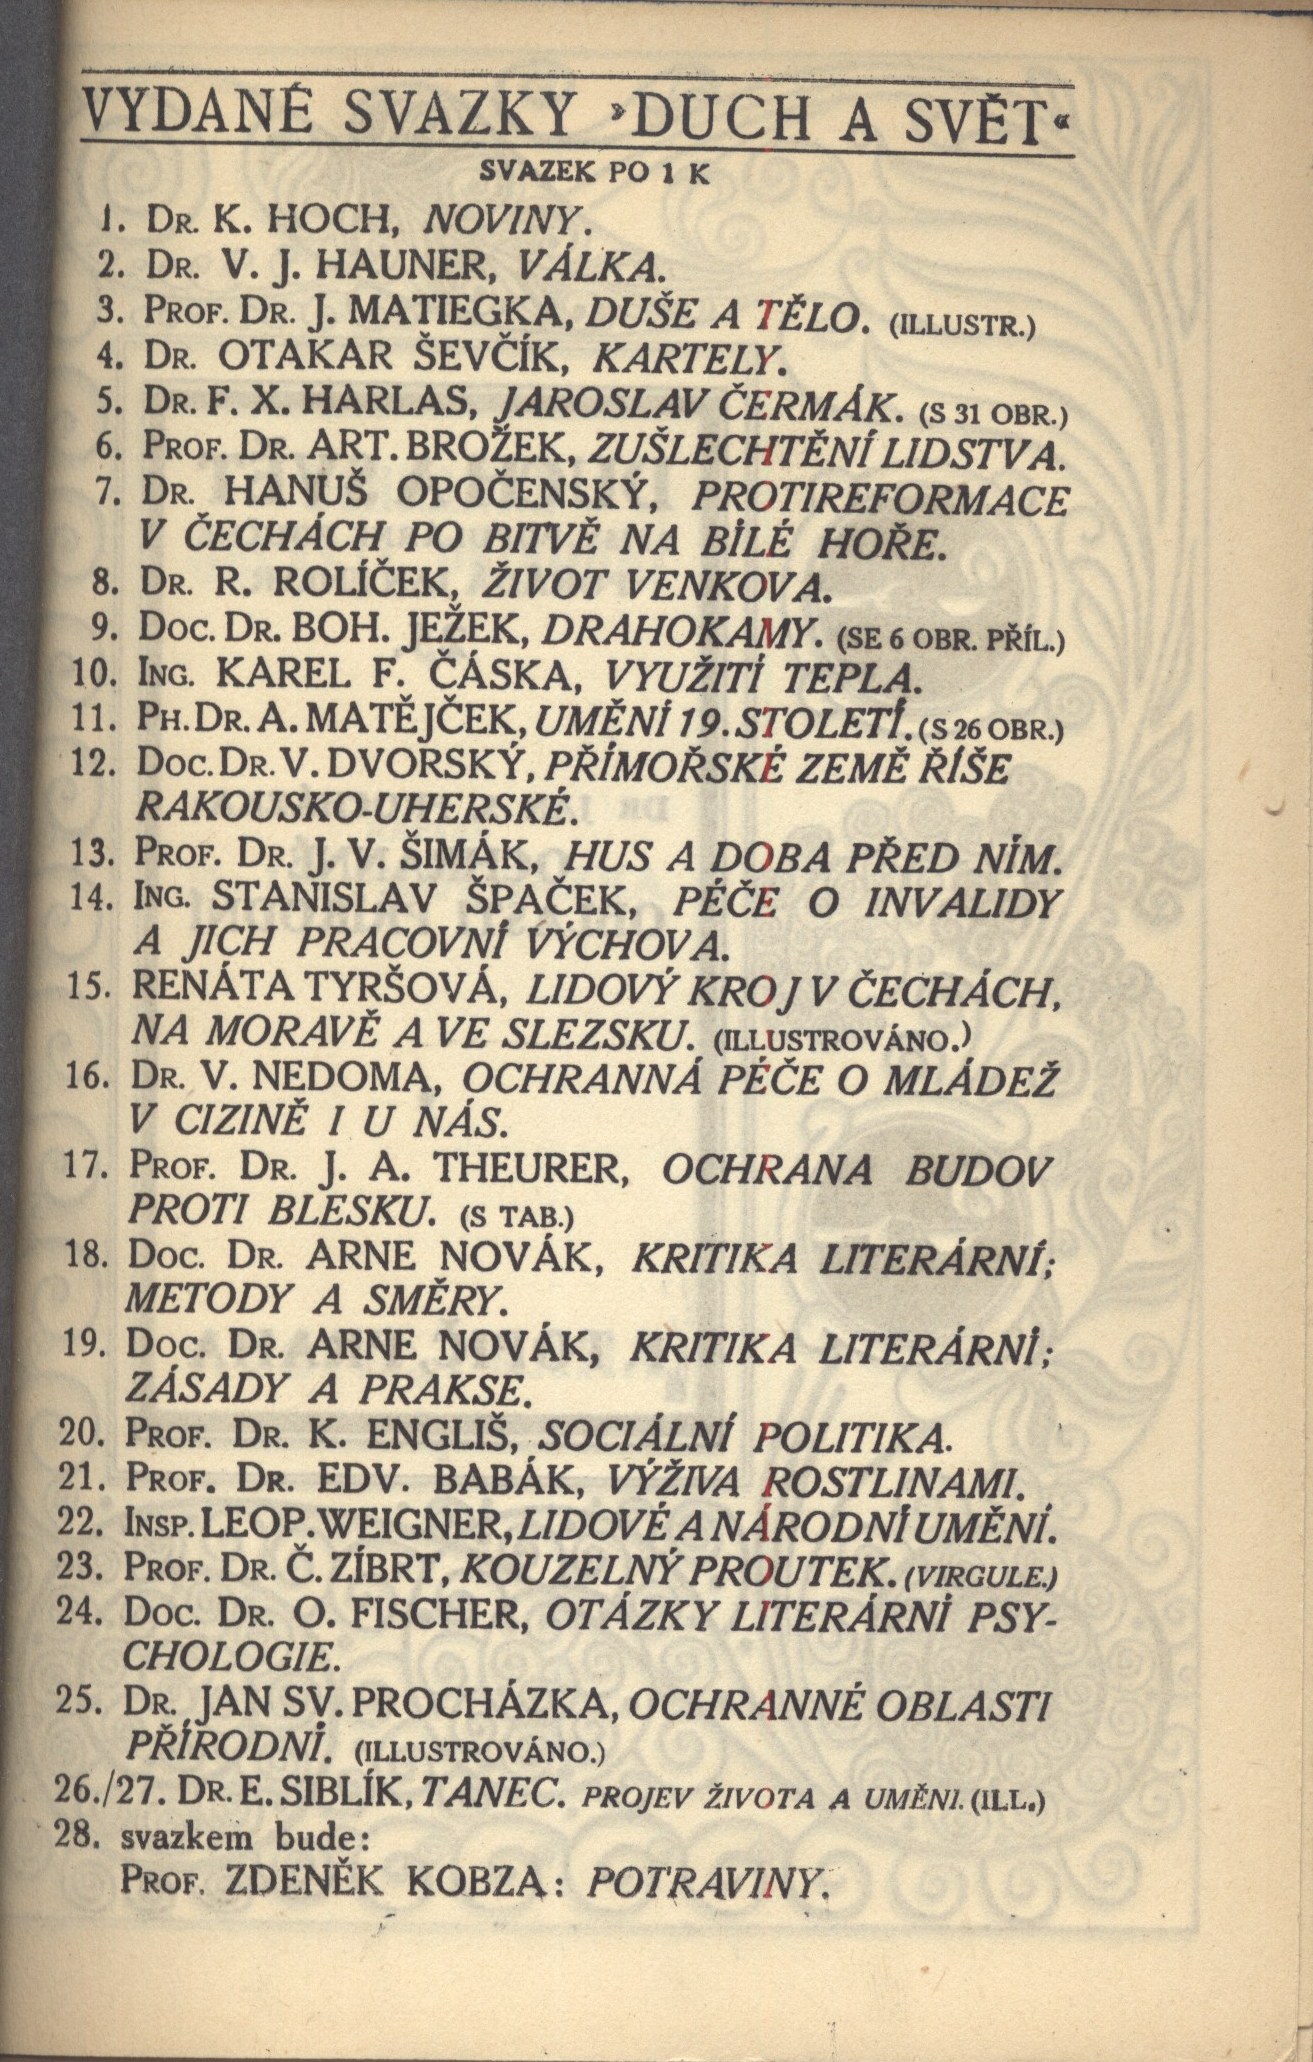 VYDANÉ SVAZKY »DUCH A SVĚT«
SVAZEK PO 1 K
1. DR. K. HOCH, NOVINY.
2. DR. V. J. HAUNER, VÁLKA.
3. PROF. DR. J. MATIEGKA, DUŠE A TĚLO. (ILLUSTR.)
4. DR. OTAKAR ŠEVČÍK, KARTELY.
5. DR. F. X. HARLAS, JAROSLAV ČERMÁK. (S 31 OBR.)
6. PROF. DR. ART. BROŽEK, ZUŠLECHTĚNÍ LIDSTVA.
7. DR. HANUŠ OPOČENSKÝ, PROTIREFORMACE
V ČECHÁCH PO BITVĚ NA BÍLÉ HOŘE.
8. DR. R. ROLÍČEK, ŽIVOT VENKOVA.
9. DOC. DR. BOH. JEŽEK, DRAHOKAMY. (SE 6 OBR. PŘÍL.)
10. ING. KAREL F. ČÁSKA, VYUŽITÍ TEPLA.
11. PH. DR. A. MATĚJČEK, UMĚNÍ 19. STOLETÍ. (S 26 OBR.)
12. DOC. DR. V. DVORSKÝ, PŘÍMOŘSKÉ ZEMĚ ŘÍŠE
RAKOUSKO-UHERSKÉ.
13. PROF. DR. J. V. ŠIMÁK, HUS A DOBA PŘED NÍM.
14. ING. STANISLAV ŠPAČEK, PÉČE O INVALIDY
A JICH PRACOVNÍ VÝCHOVA.
15. RENÁTA TYRŠOVÁ, LIDOVÝ KROJ V ČECHÁCH,
NA MORAVĚ A VE SLEZSKU. (ILLUSTROVÁNO.)
16. DR. V. NEDOMA, OCHRANNÁ PÉČE O MLÁDEŽ
V CIZINĚ I U NÁS.
17. PROF. DR. J. A. THEURER, OCHRANA BUDOV
PROTI BLESKU. (S TAB.)
18. DOC. DR. ARNE NOVÁK, KRITIKA LITERÁRNÍ;
METODY A SMĚRY.
19. DOC. DR. ARNE NOVÁK, KRITIKA LITERÁRNÍ;
ZÁSADY A PRAKSE.
20. PROF. DR. K. ENGLIŠ, SOCIÁLNÍ POLITIKA.
21. PROF. DR. EDV. BABÁK, VÝŽIVA ROSTLINAMI.
22. INSP. LEOP. WEIGNER, LIDOVÉ A NÁRODNÍ UMĚNÍ.
23. PROF. DR. Č. ZÍBRT, KOUZELNÝ PROUTEK. (VIRGULE.)
24. DOC. DR. O. FISCHER, OTÁZKY LITERÁRNÍ PSY-
CHOLOGIE.
25. DR. JAN SV. PROCHÁZKA, OCHRANNÉ OBLASTI
PŘÍRODNÍ. (ILLUSTROVÁNO.)
26./27. DR. E. SIBLÍK, TANEC. PROJEV ŽIVOTA A UMĚNI. (ILL.)
28. svazkem bude:
PROF. ZDENĚK KOBZA: POTRAVINY.